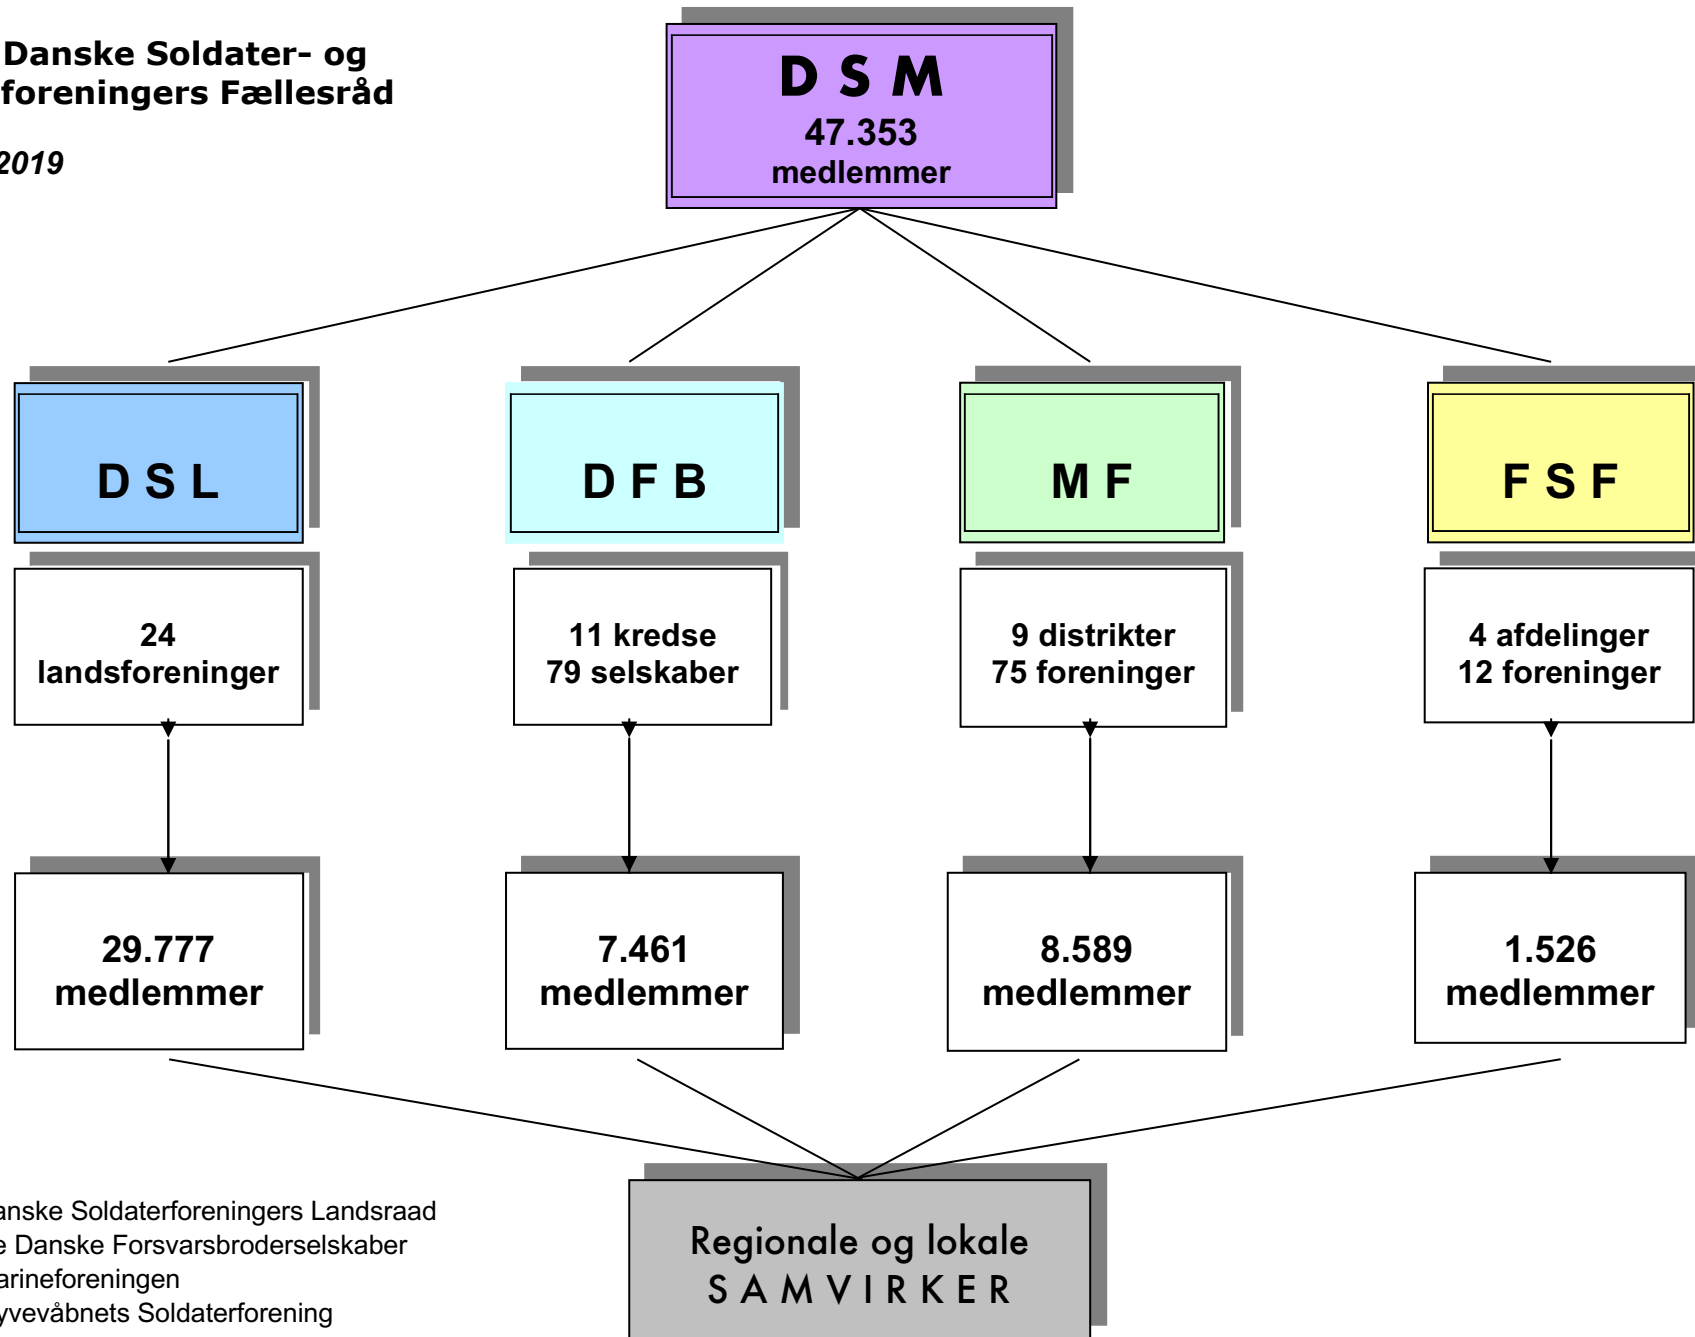 Danske Soldater- og
foreningers Fællesråd
2019
D S M
47.353
medlemmer
D S L
D F B
M F
F S F
24
landsforeninger
11 kredse
79 selskaber
9 distrikter
75 foreninger
4 afdelinger
12 foreninger
29.777
medlemmer
7.461
medlemmer
8.589
medlemmer
1.526
medlemmer
anske Soldaterforeningers Landsraad
e Danske Forsvarsbroderselskaber
arineforeningen
yvevåbnets Soldaterforening
Regionale og lokale
S A M V I R K E R